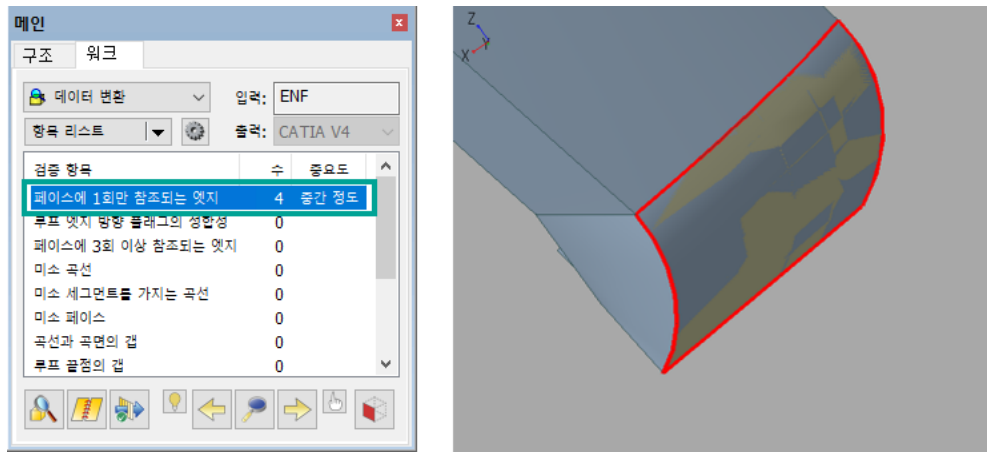 메인
구조 워크
데이터 변환 입력: ENF
항목 리스트 출력: CATIA V4
검증 항목 수 중요도
페이스에 1회만 참조되는 엣지 4 중간 정도
루프 엣지 방향 플래그의 정합성 0
페이스에 3회 이상 참조되는 엣지 0
미소 곡선 0
미소 세그먼트를 가지는 곡선 0
미소 페이스 0
곡선과 곡면의 갭 0
루프 끝점의 갭 0
Z
X Y